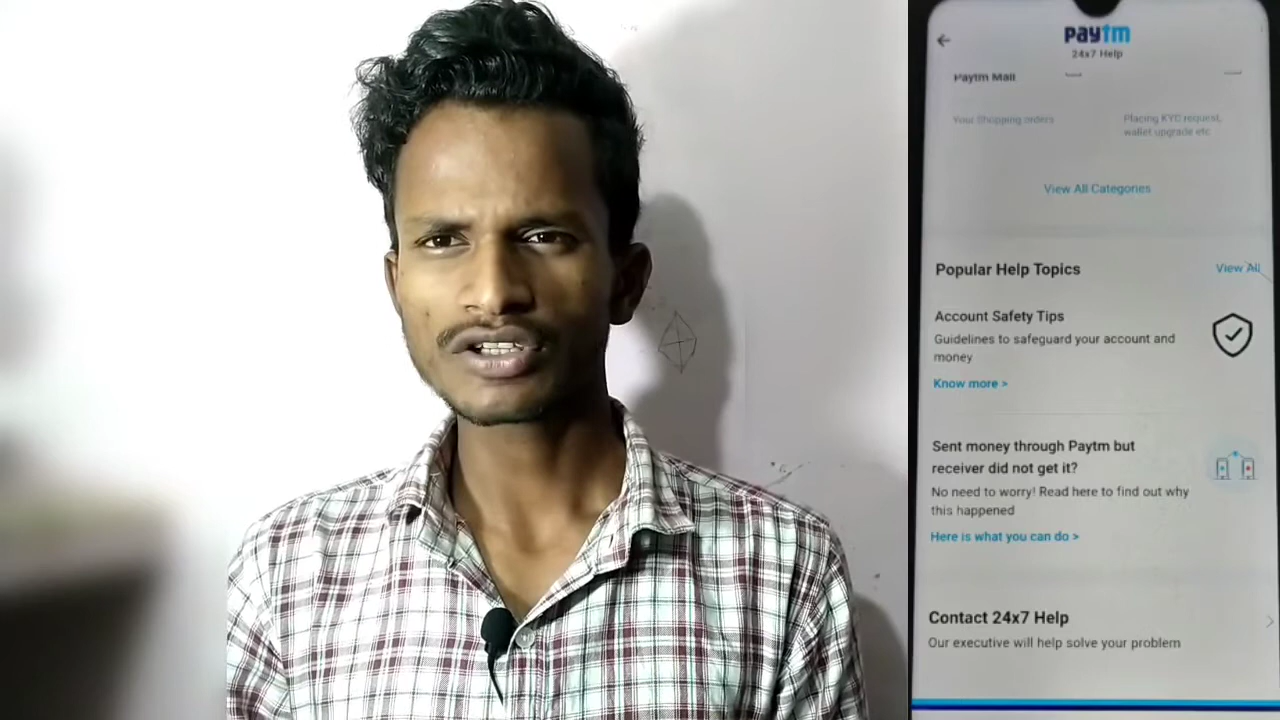 paytm
24x7 Help
Paytm Mall
Your Shopping orders
Placing KYC request,
wallet upgrade etc
View All Categories
Popular Help Topics
View All
Account Safety Tips
Guidelines to safeguard your account and
money
Know more >
Sent money through Paytm but
receiver did not get it?
No need to worry! Read here to find out why
this happened
Here is what you can do >
Contact 24x7 Help
Our executive will help solve your problem